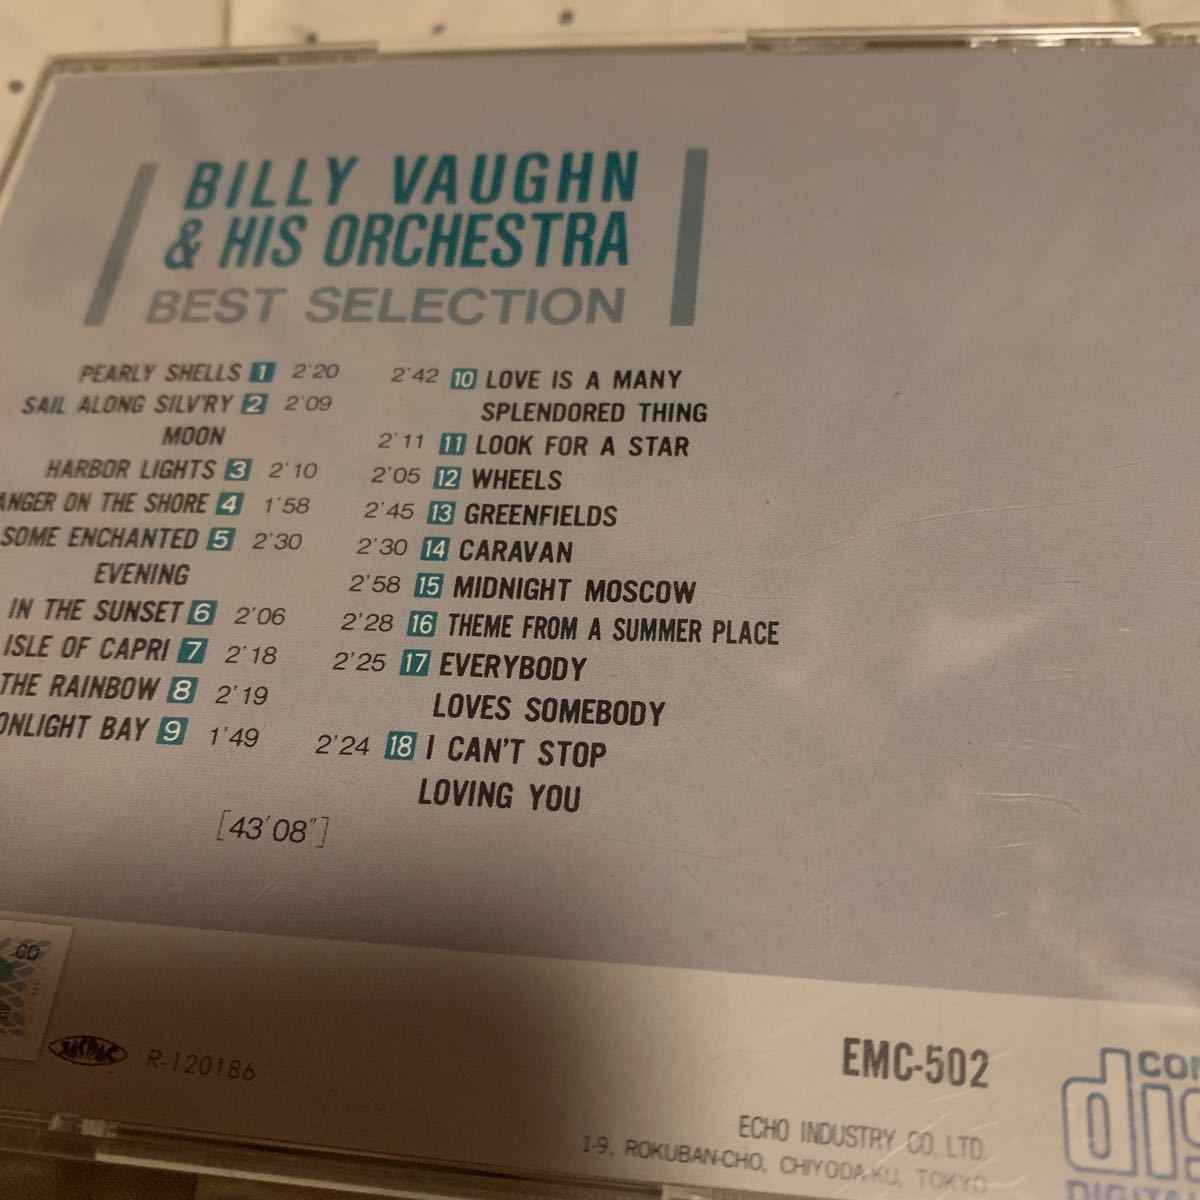 BILLY VAUGHN
& HIS ORCHESTRA
BEST SELECTION
PEARLY SHELLS 1 2'20
SAIL ALONG SILV'RY 2 2'09
MOON
HARBOR LIGHTS 3 2'10
ANGER ON THE SHORE 4 1'58
SOME ENCHANTED 5 2'30
EVENING
IN THE SUNSET 6 2'06
ISLE OF CAPRI 7 2'18
THE RAINBOW 8 2'19
ONLIGHT BAY 9 1'49
2'42 10 LOVE IS A MANY
SPLENDORED THING
2'11 11 LOOK FOR A STAR
2'05 12 WHEELS
2'45 13 GREENFIELDS
2'30 14 CARAVAN
2'58 15 MIDNIGHT MOSCOW
2'28 16 THEME FROM A SUMMER PLACE
2'25 17 EVERYBODY
LOVES SOMEBODY
2'24 18 I CAN'T STOP
LOVING YOU
[43'08"]
CD
R-120186
EMC-502
ECHO INDUSTRY CO., LTD.
1-9, ROKUBAN-CHO, CHIYODA-KU, TOKYO
COM
dis
DIGITA